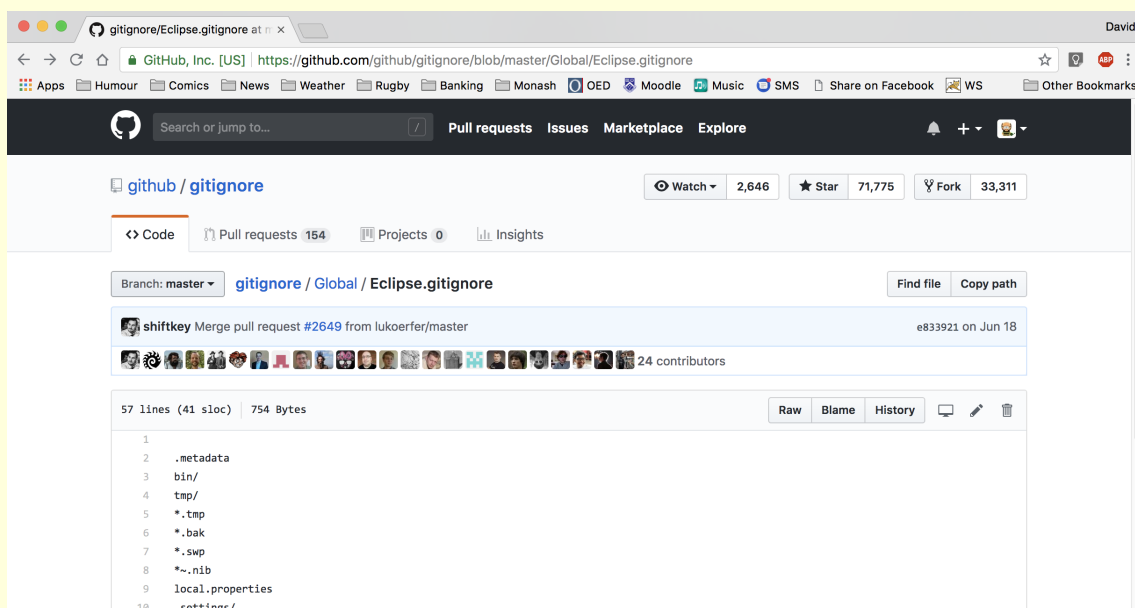 gitignore/Eclipse.gitignore at
David
GitHub, Inc. [US] https://github.com/github/gitignore/blob/master/Global/Eclipse.gitignore
ABP
Apps Humour Comics News Weather Rugby Banking Monash OED Moodle Music SMS Share on Facebook WS Other Bookmarks
Search or jump to... / Pull requests Issues Marketplace Explore
github / gitignore Watch 2,646 Star 71,775 Fork 33,311
<> Code Pull requests 154 Projects 0 Insights
Branch: master gitignore / Global / Eclipse.gitignore Find file Copy path
shiftkey Merge pull request #2649 from lukoerfer/master e833921 on Jun 18
24 contributors
57 lines (41 sloc) 754 Bytes Raw Blame History
1
2 .metadata
3 bin/
4 tmp/
5 *.tmp
6 *.bak
7 *.swp
8 *~.nib
9 local.properties
10 .settings/